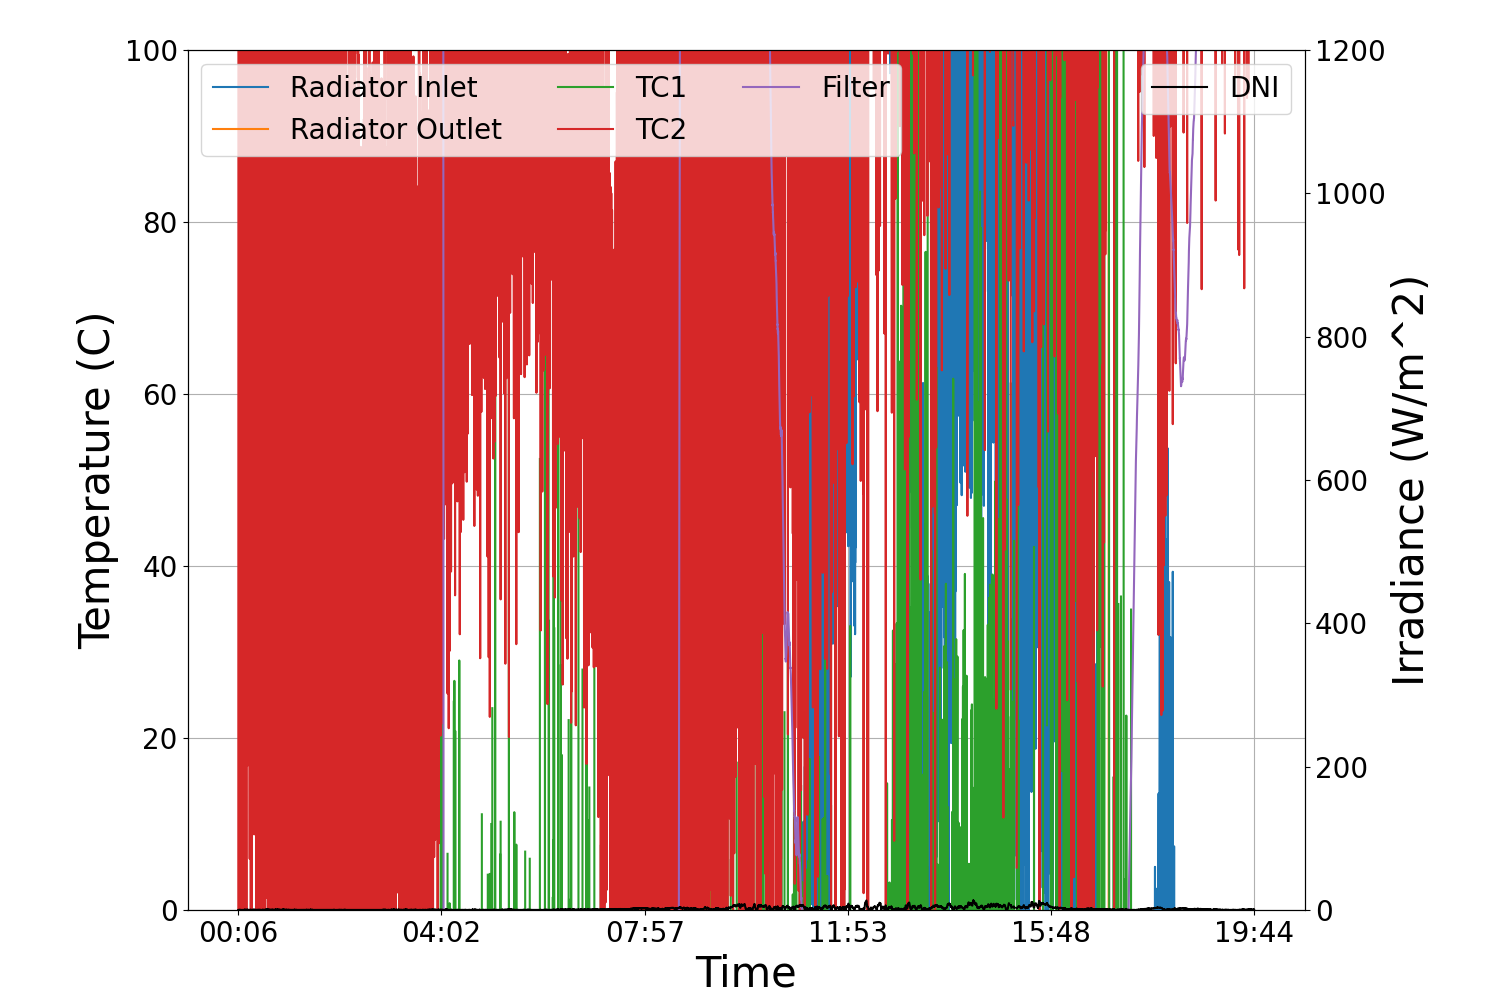 Temperature (C)
100
80
60
40
20
0
Radiator Inlet
Radiator Outlet
TC1
TC2
Filter
DNI
1200
1000
800
600
400
200
0
Irradiance (W/m^2)
00:06 04:02 07:57 11:53 15:48 19:44
Time